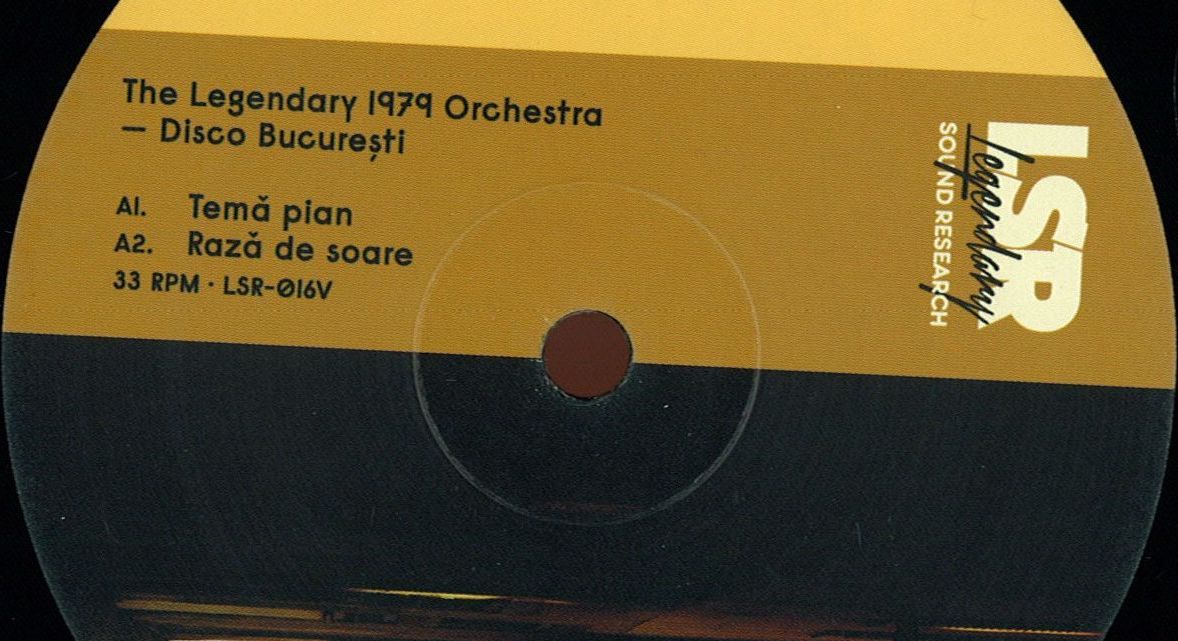 The Legendary 1979 Orchestra
— Disco București
A1. Temă pian
A2. Rază de soare
33 RPM · LSR-016V
LSR
Legendary
SOUND RESEARCH